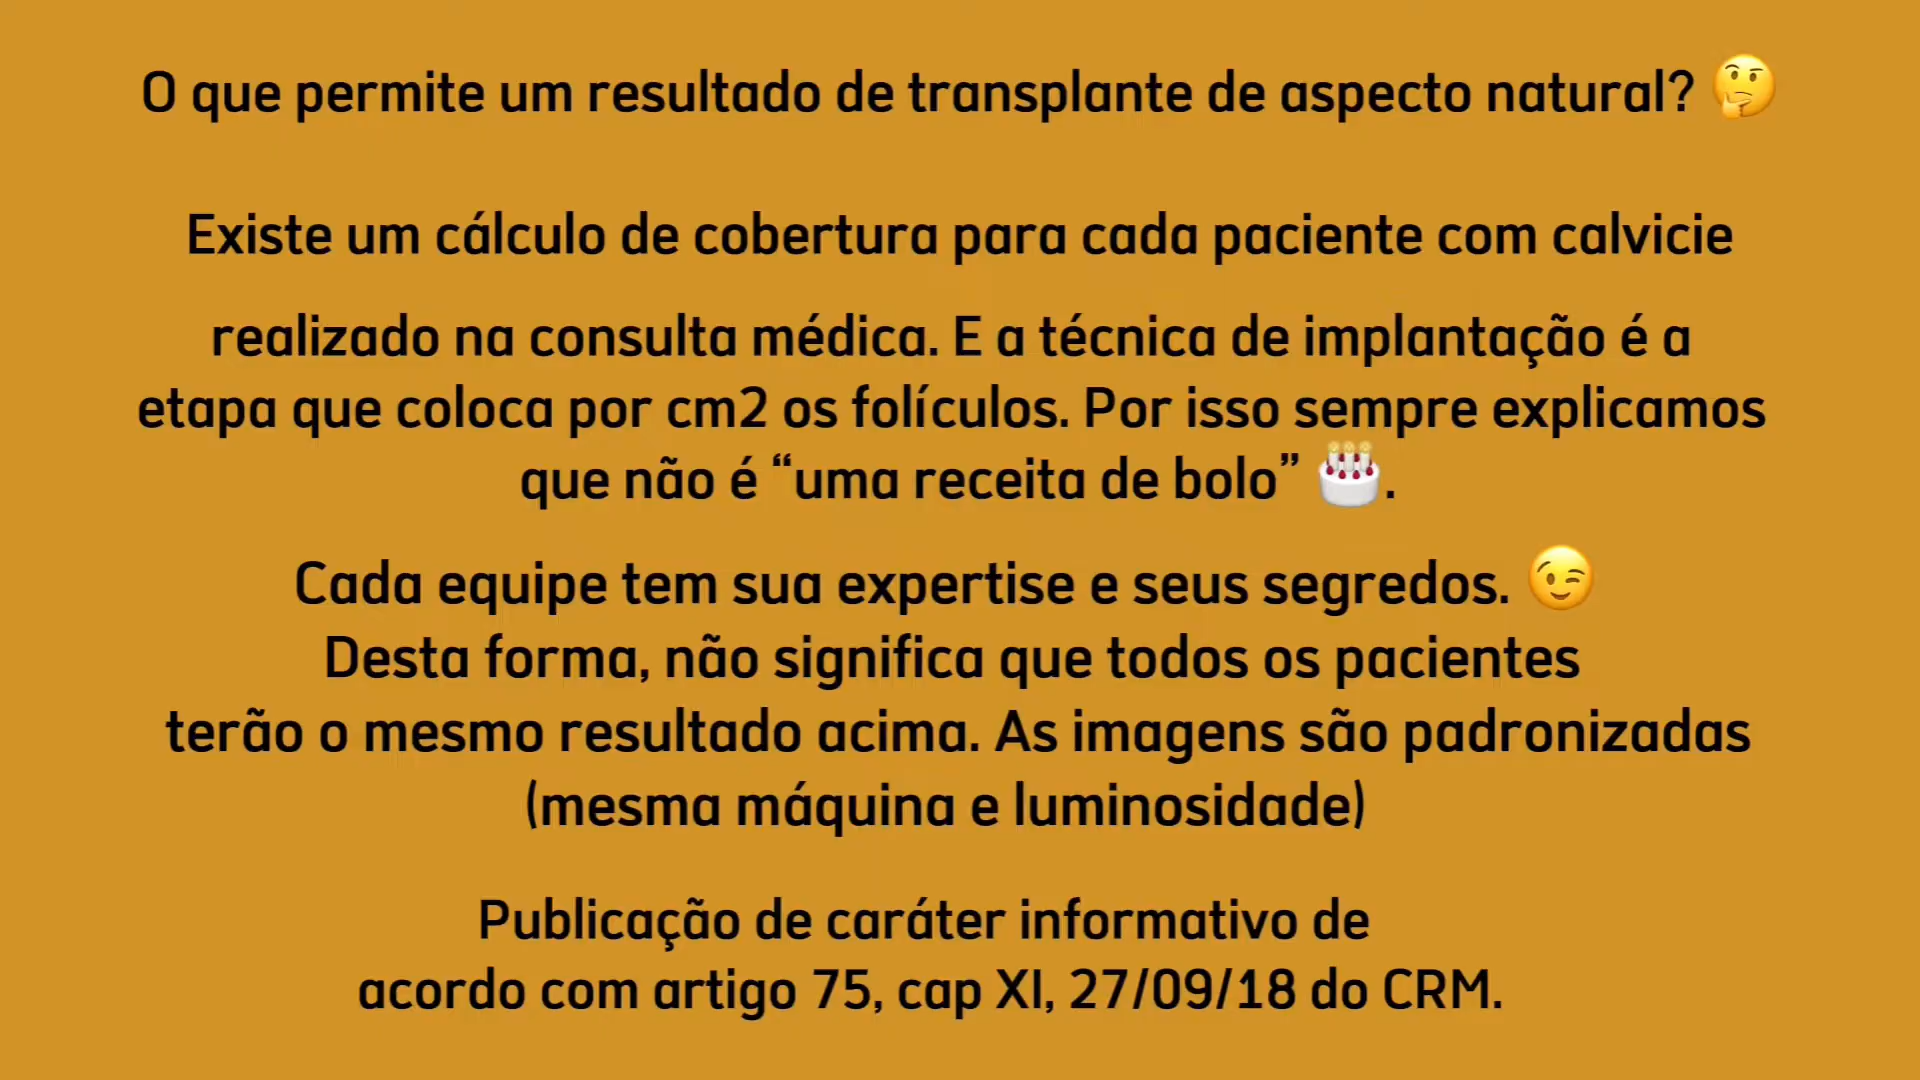 O que permite um resultado de transplante de aspecto natural? 🤔
Existe um cálculo de cobertura para cada paciente com calvicie
realizado na consulta médica. E a técnica de implantação é a
etapa que coloca por cm2 os folículos. Por isso sempre explicamos
que não é “uma receita de bolo” 🎂.
Cada equipe tem sua expertise e seus segredos. 😉
Desta forma, não significa que todos os pacientes
terão o mesmo resultado acima. As imagens são padronizadas
(mesma máquina e luminosidade)
Publicação de caráter informativo de
acordo com artigo 75, cap XI, 27/09/18 do CRM.